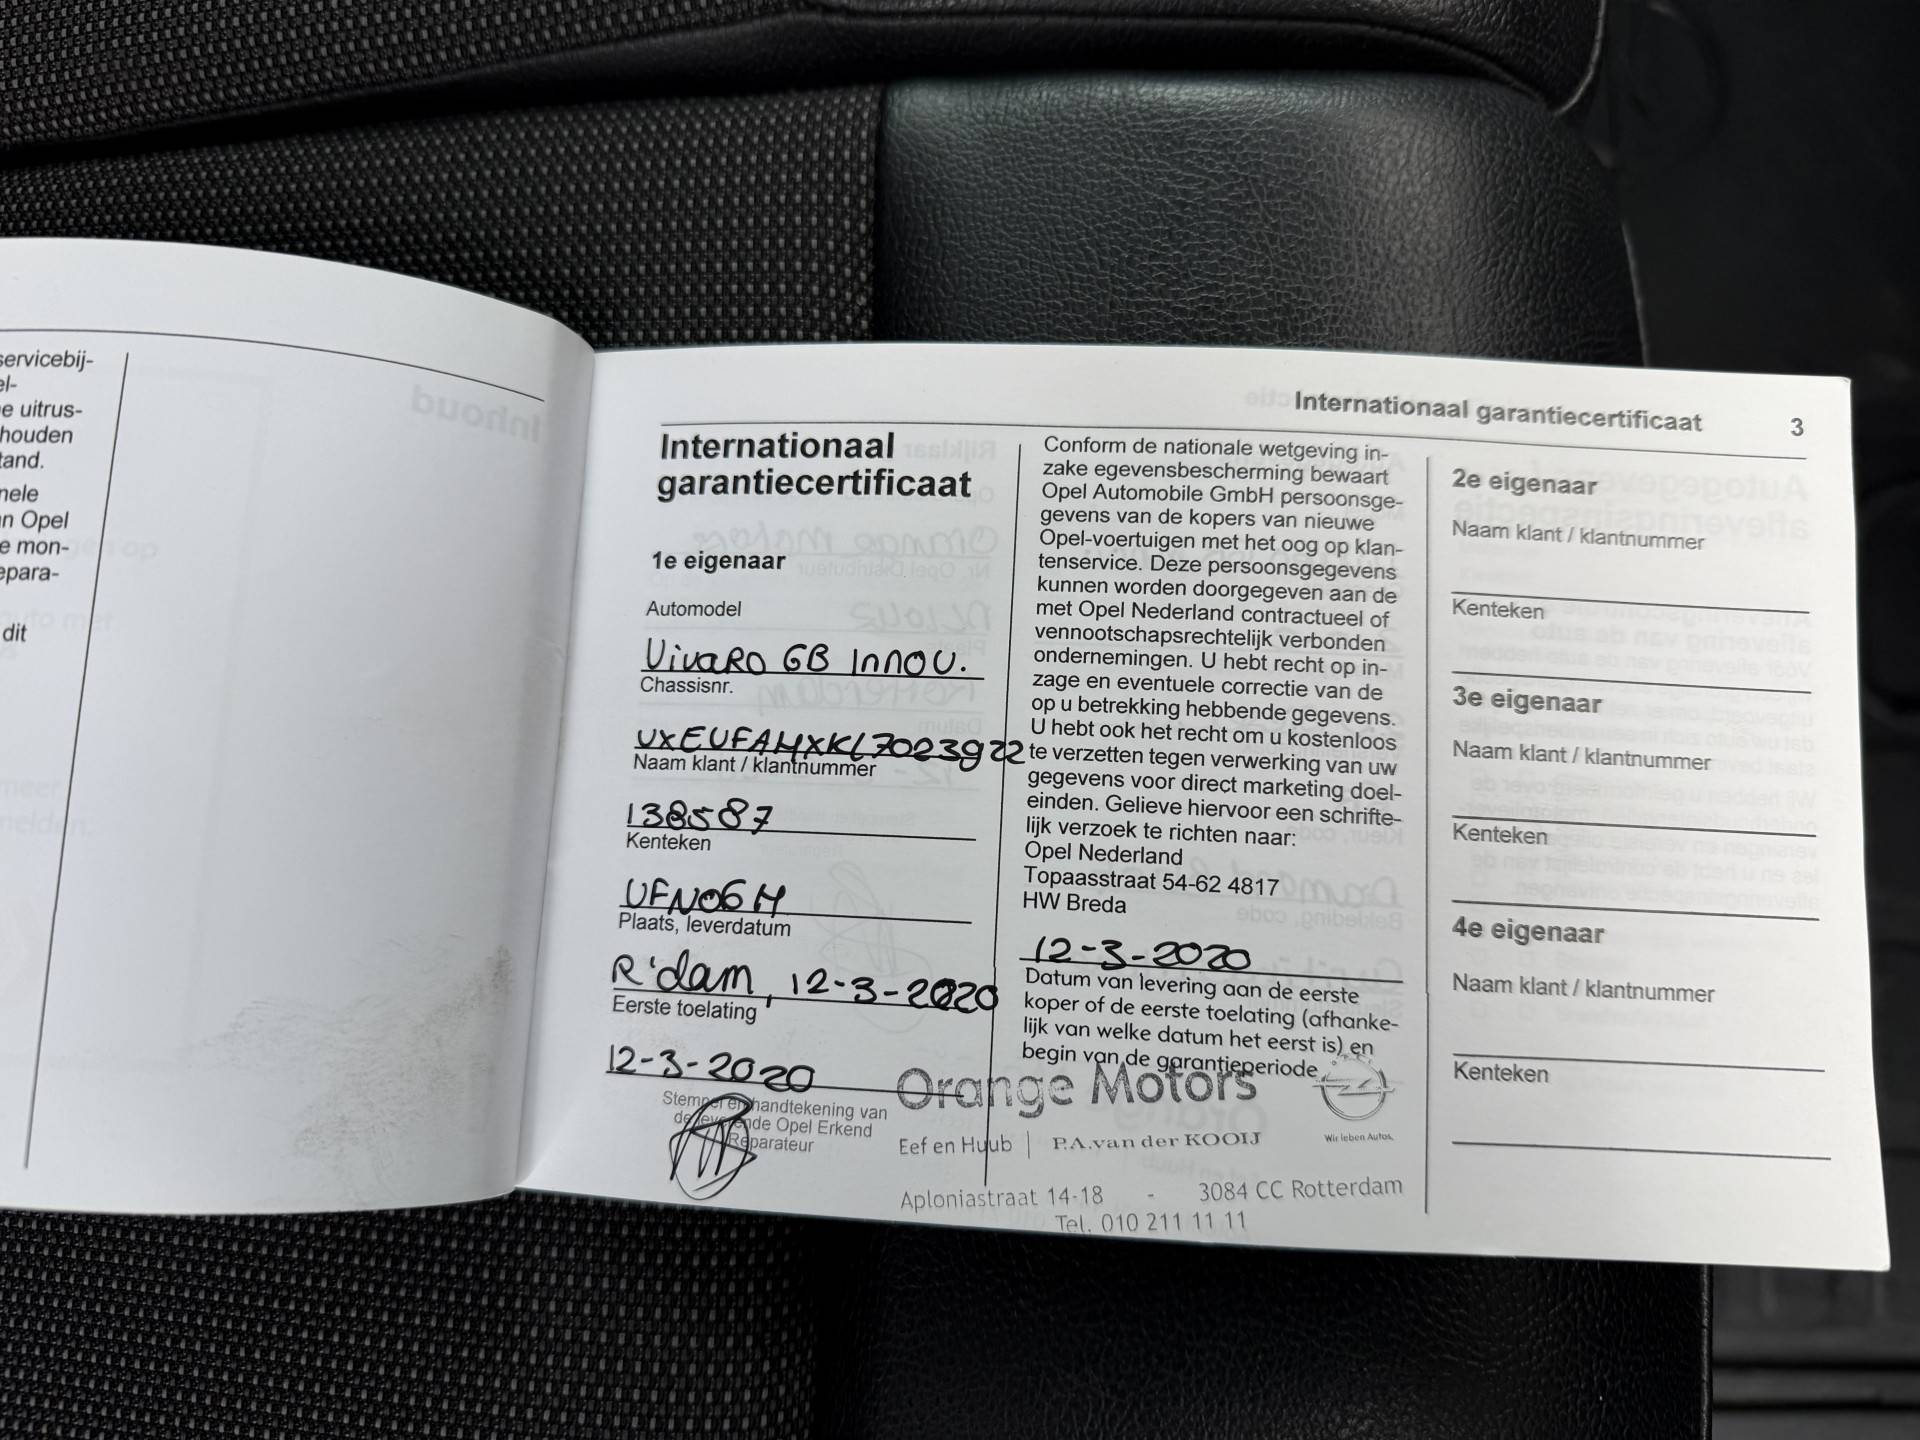 servicebij-
el-
e uitrus-
houden
tand.
nele
n Opel
e mon-
epara-
dit
Internationaal garantiecertificaat 3
Internationaal
garantiecertificaat
1e eigenaar
Automodel
Vivaro GB Innov.
Chassisnr.
Naam klant / klantnummer
138587
Kenteken
VFN06H
Plaats, leverdatum
R'dam, 12-3-2020
Eerste toelating
12-3-2020
Stempel en handtekening van
de leverende Opel Erkend
Reparateur
Conform de nationale wetgeving in-
zake egevensbescherming bewaart
Opel Automobile GmbH persoonsge-
gevens van de kopers van nieuwe
Opel-voertuigen met het oog op klan-
tenservice. Deze persoonsgegevens
kunnen worden doorgegeven aan de
met Opel Nederland contractueel of
vennootschapsrechtelijk verbonden
ondernemingen. U hebt recht op in-
zage en eventuele correctie van de
op u betrekking hebbende gegevens.
U hebt ook het recht om u kostenloos
te verzetten tegen verwerking van uw
gegevens voor direct marketing doel-
einden. Gelieve hiervoor een schrifte-
lijk verzoek te richten naar:
Opel Nederland
Topaasstraat 54-62 4817
HW Breda
12-3-2020
Datum van levering aan de eerste
koper of de eerste toelating (afhanke-
lijk van welke datum het eerst is) en
begin van de garantieperiode
Orange Motors
Eef en Huub | P.A. van der KOOIJ
Wir leben Autos.
Aploniastraat 14-18 - 3084 CC Rotterdam
Tel. 010 211 11 11
2e eigenaar
Naam klant / klantnummer
Kenteken
3e eigenaar
Naam klant / klantnummer
Kenteken
4e eigenaar
Naam klant / klantnummer
Kenteken